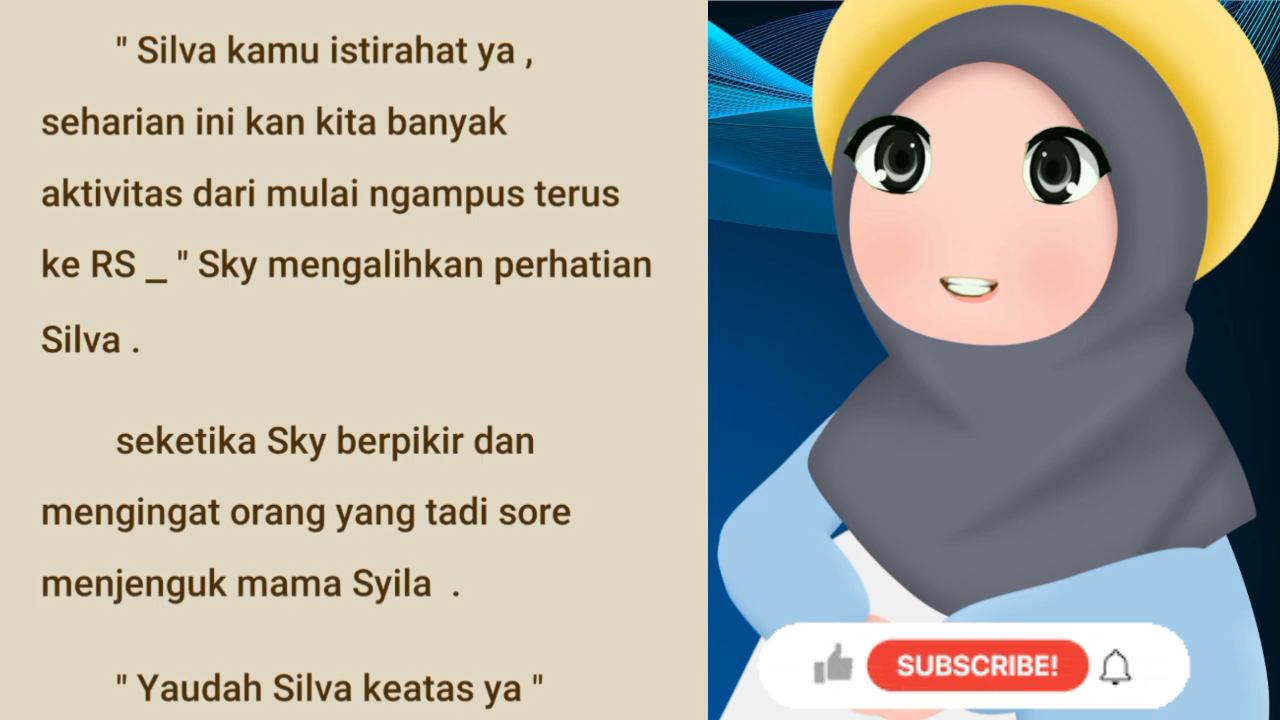 " Silva kamu istirahat ya ,
seharian ini kan kita banyak
aktivitas dari mulai ngampus terus
ke RS _ " Sky mengalihkan perhatian
Silva .
seketika Sky berpikir dan
mengingat orang yang tadi sore
menjenguk mama Syila .
" Yaudah Silva keatas ya "
SUBSCRIBE!